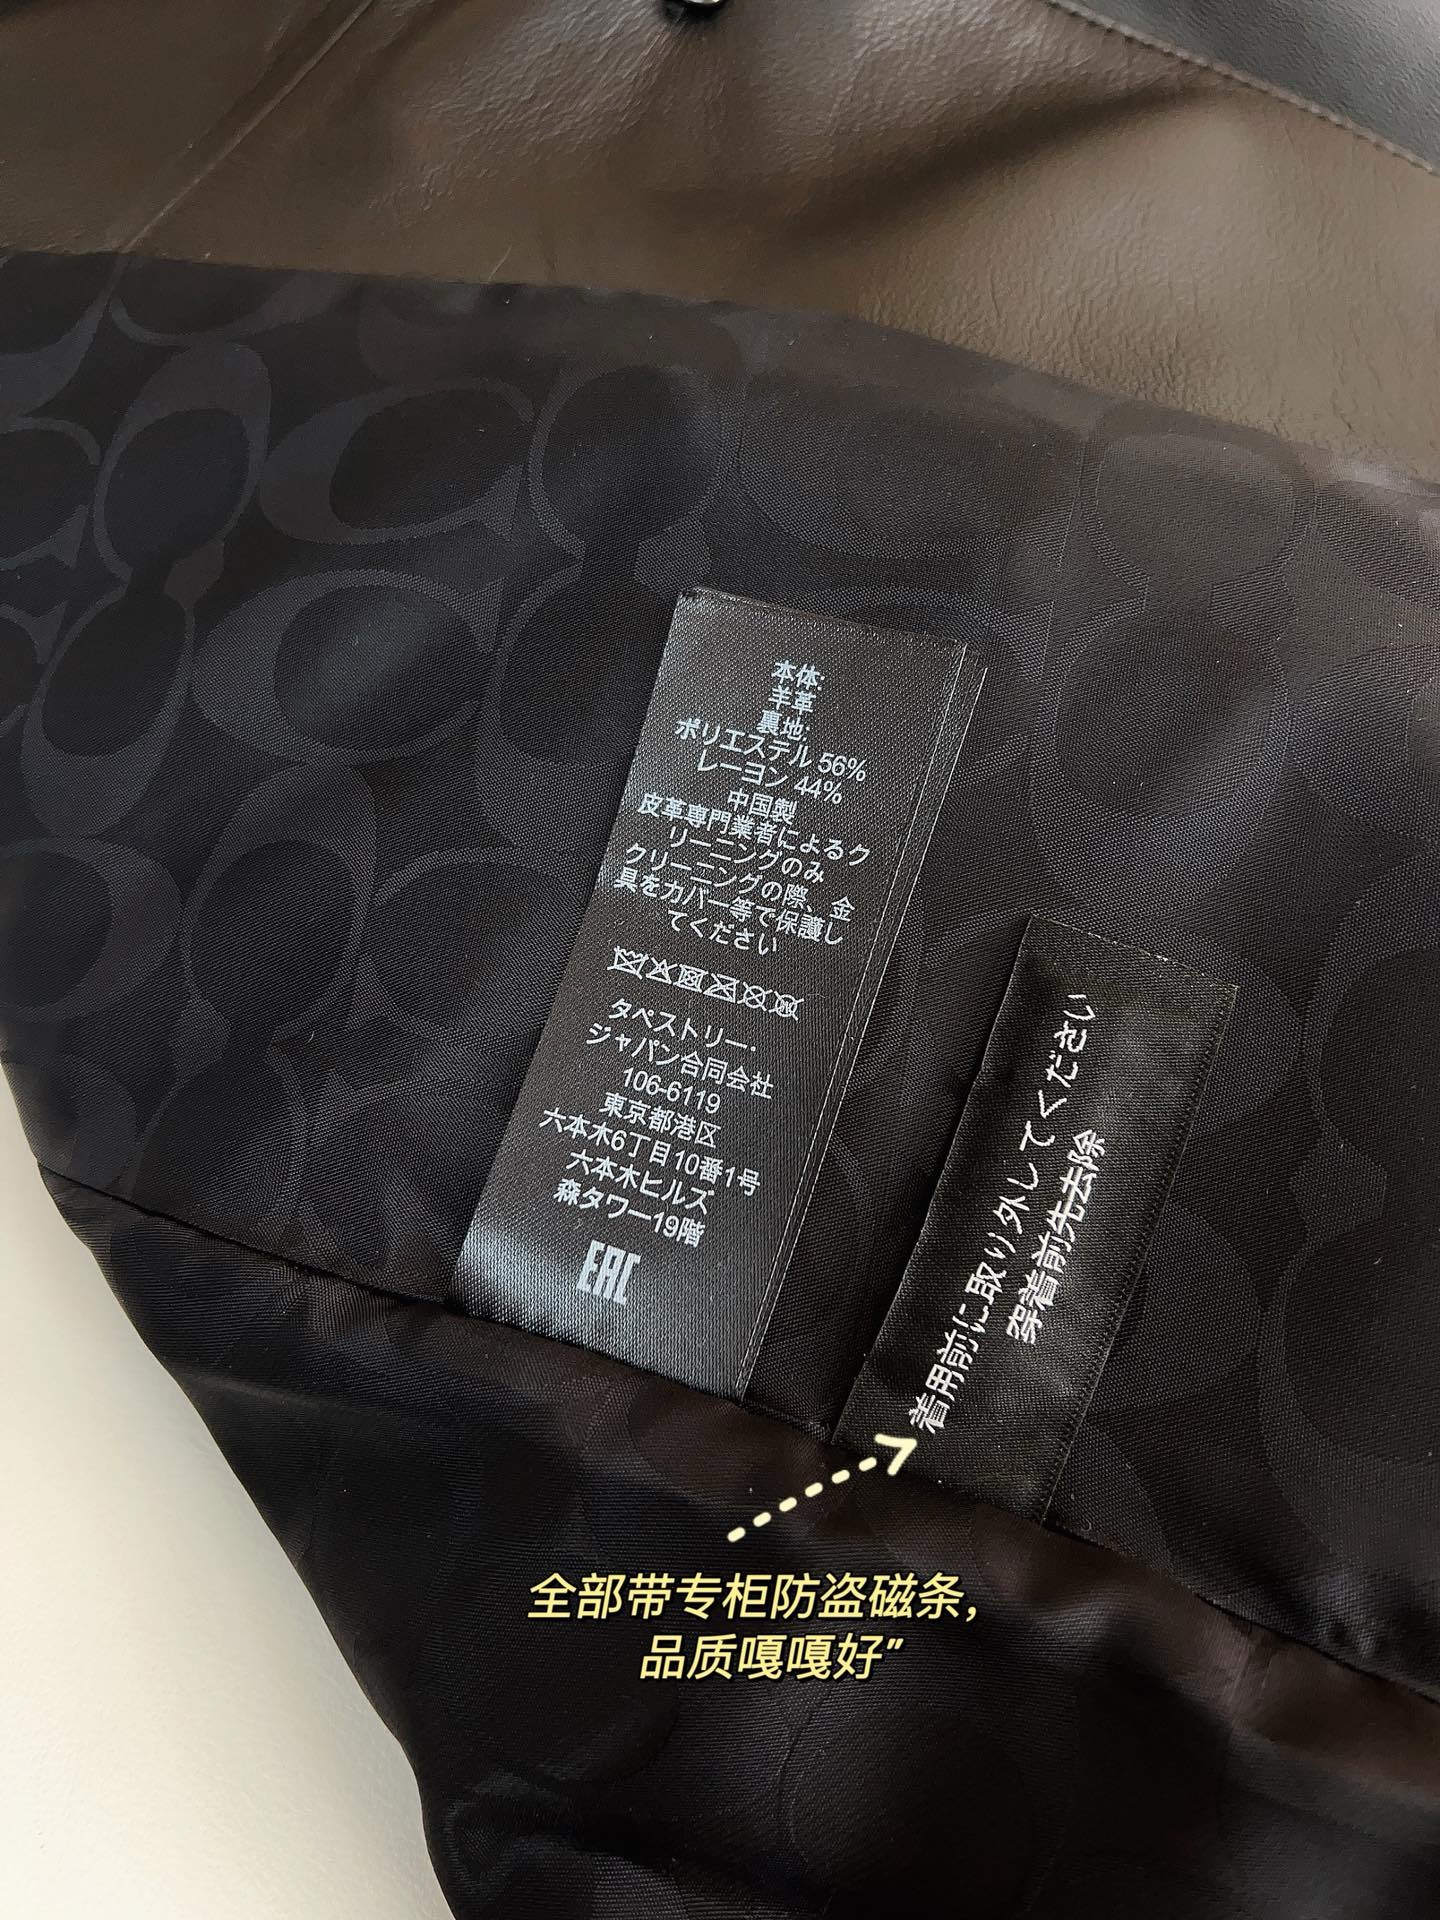 本体:
羊革
裏地:
ポリエステル 56%
レーヨン 44%
中国製
皮革専門業者によるク
リーニングのみ
クリーニングの際、金
具をカバー等で保護し
てください
タペストリー・
ジャパン合同会社
106-6119
東京都港区
六本木6丁目10番1号
六本木ヒルズ
森タワー19階
EAC
着用前に取り外してください
穿着前先去除
全部带专柜防盗磁条，
品质嘎嘎好”